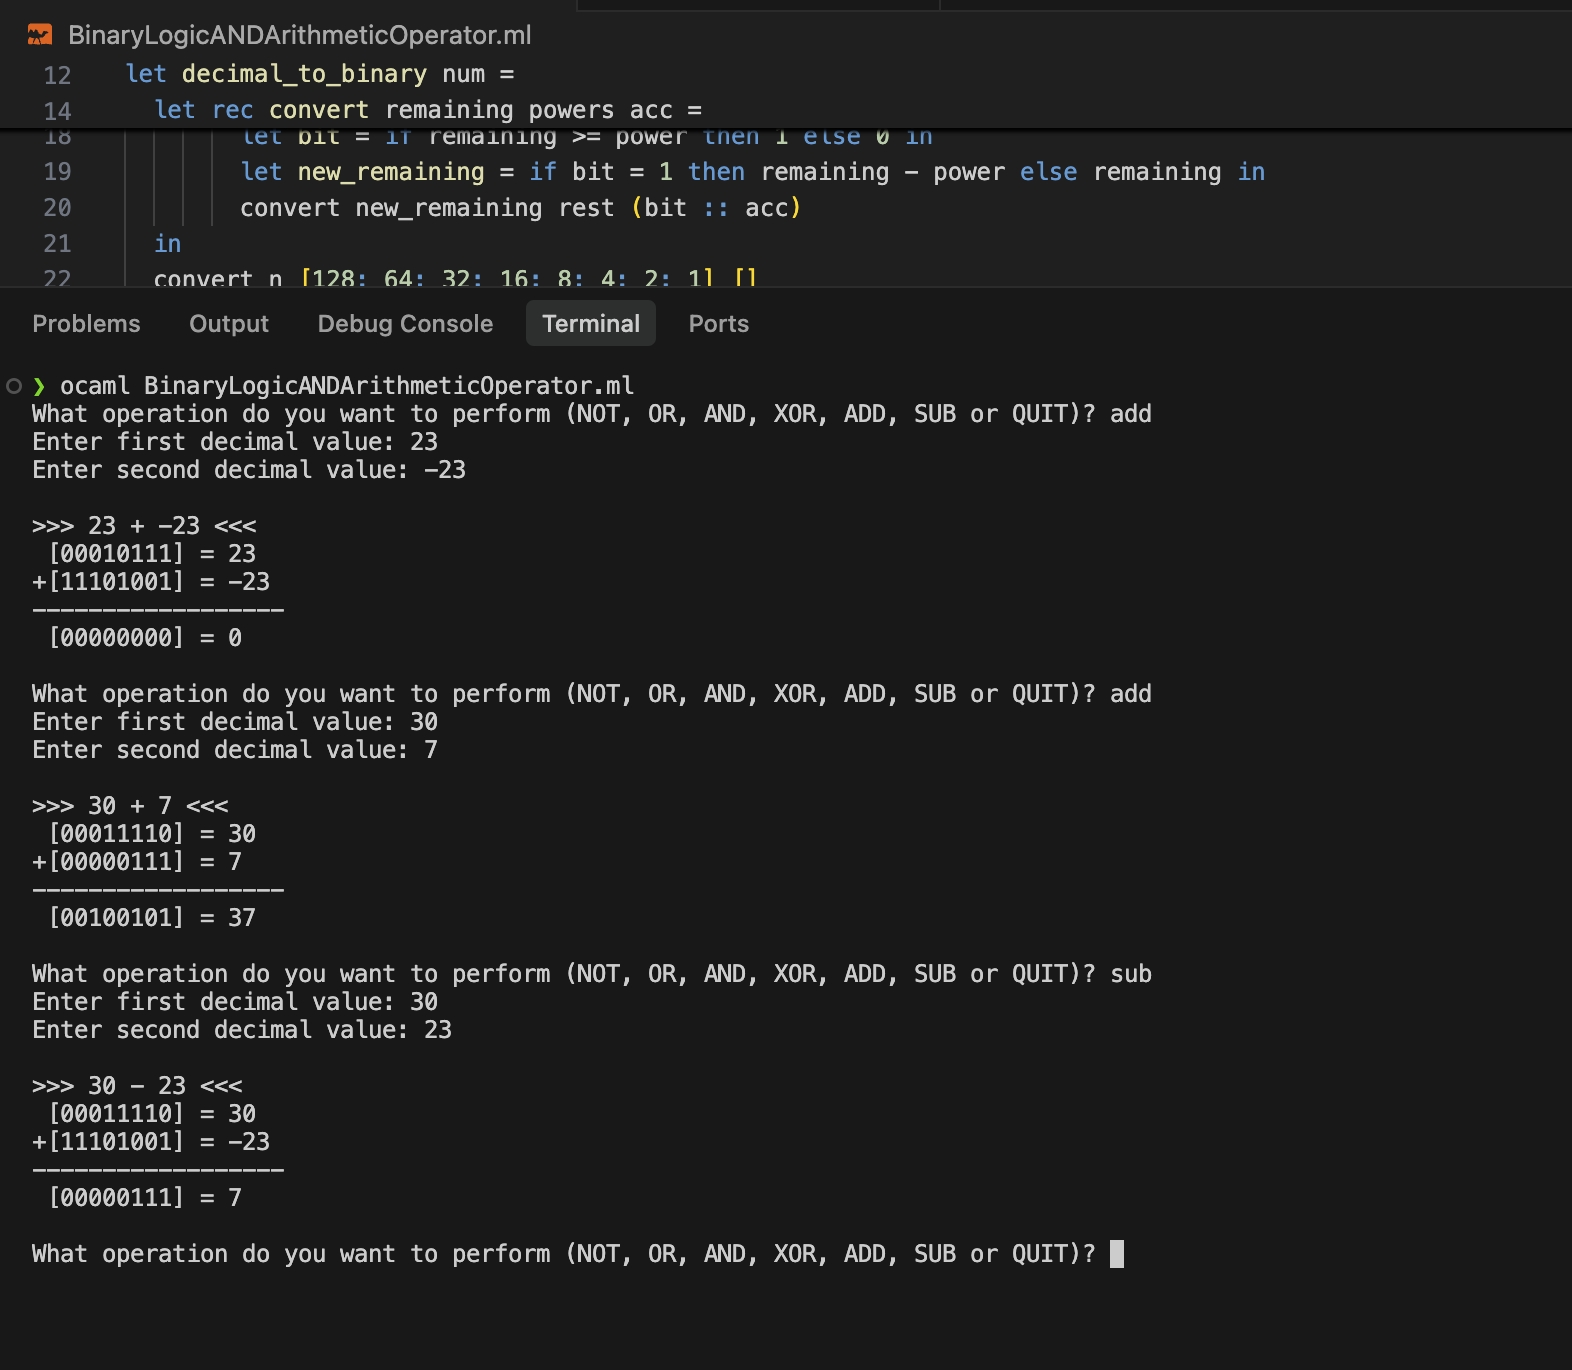 BinaryLogicANDArithmeticOperator.ml
12 let decimal_to_binary num =
14 let rec convert remaining powers acc =
18 let bit = if remaining >= power then 1 else 0 in
19 let new_remaining = if bit = 1 then remaining - power else remaining in
20 convert new_remaining rest (bit :: acc)
21 in
22 convert n [128; 64; 32; 16; 8; 4; 2; 1] []
Problems Output Debug Console Terminal Ports
❯ ocaml BinaryLogicANDArithmeticOperator.ml
What operation do you want to perform (NOT, OR, AND, XOR, ADD, SUB or QUIT)? add
Enter first decimal value: 23
Enter second decimal value: -23
>>> 23 + -23 <<<
[00010111] = 23
+[11101001] = -23
------------------
[00000000] = 0
What operation do you want to perform (NOT, OR, AND, XOR, ADD, SUB or QUIT)? add
Enter first decimal value: 30
Enter second decimal value: 7
>>> 30 + 7 <<<
[00011110] = 30
+[00000111] = 7
------------------
[00100101] = 37
What operation do you want to perform (NOT, OR, AND, XOR, ADD, SUB or QUIT)? sub
Enter first decimal value: 30
Enter second decimal value: 23
>>> 30 - 23 <<<
[00011110] = 30
+[11101001] = -23
------------------
[00000111] = 7
What operation do you want to perform (NOT, OR, AND, XOR, ADD, SUB or QUIT)?